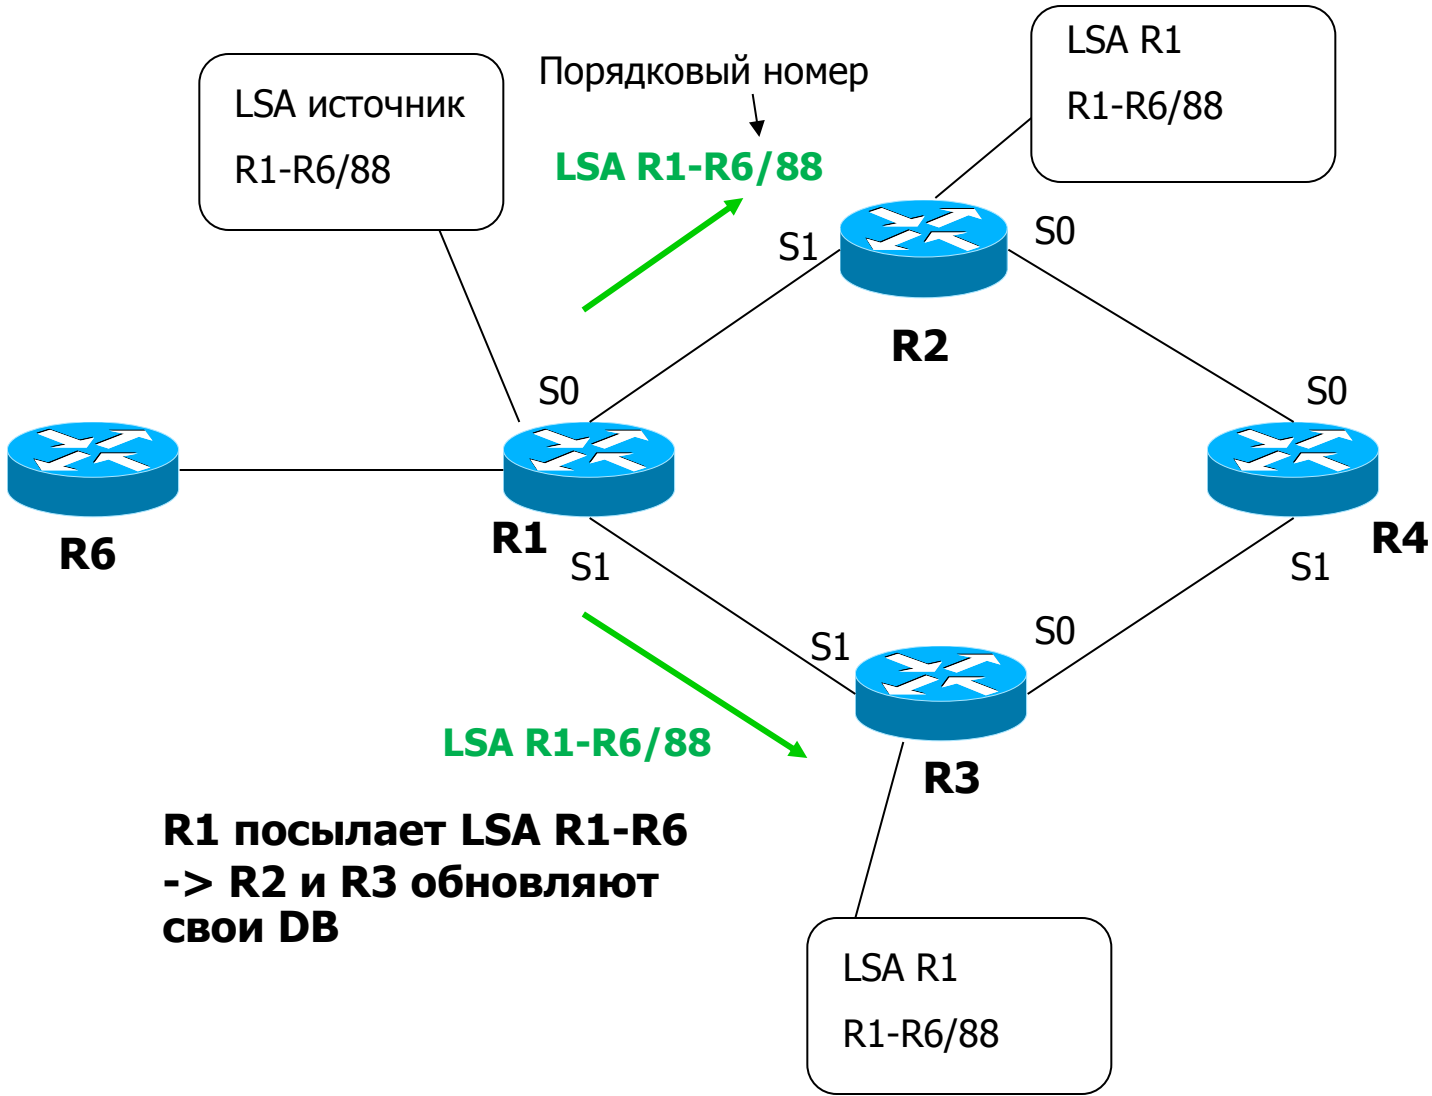 LSA R1
R1-R6/88
Порядковый номер
LSA источник
R1-R6/88
LSA R1-R6/88
S1
S0
R2
S0
S0
R6
R1
R4
S1
S1
S1
S0
LSA R1-R6/88
R3
R1 посылает LSA R1-R6
-> R2 и R3 обновляют
свои DB
LSA R1
R1-R6/88